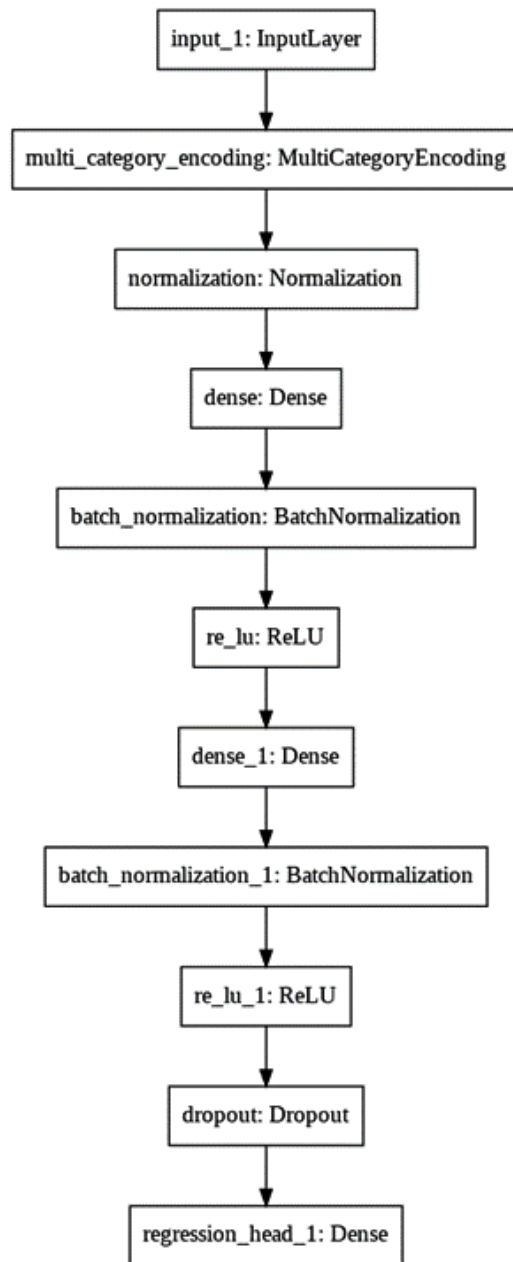 input_1: InputLayer
multi_category_encoding: MultiCategoryEncoding
normalization: Normalization
dense: Dense
batch_normalization: BatchNormalization
re_lu: ReLU
dense_1: Dense
batch_normalization_1: BatchNormalization
re_lu_1: ReLU
dropout: Dropout
regression_head_1: Dense